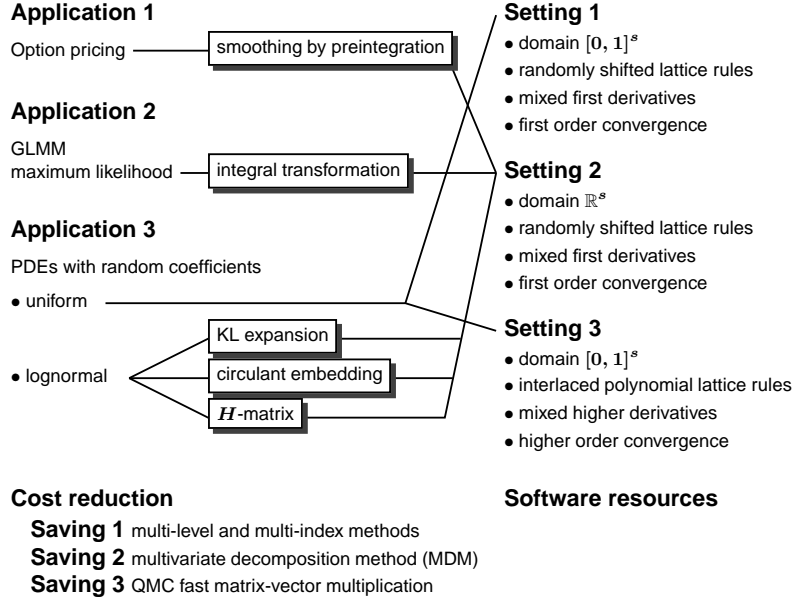 Application 1
Option pricing
smoothing by preintegration
Application 2
GLMM
maximum likelihood
integral transformation
Application 3
PDEs with random coefficients
• uniform
• lognormal
KL expansion
circulant embedding
H-matrix
Setting 1
• domain [0, 1]^s
• randomly shifted lattice rules
• mixed first derivatives
• first order convergence
Setting 2
• domain ℝ^s
• randomly shifted lattice rules
• mixed first derivatives
• first order convergence
Setting 3
• domain [0, 1]^s
• interlaced polynomial lattice rules
• mixed higher derivatives
• higher order convergence
Cost reduction
Saving 1 multi-level and multi-index methods
Saving 2 multivariate decomposition method (MDM)
Saving 3 QMC fast matrix-vector multiplication
Software resources